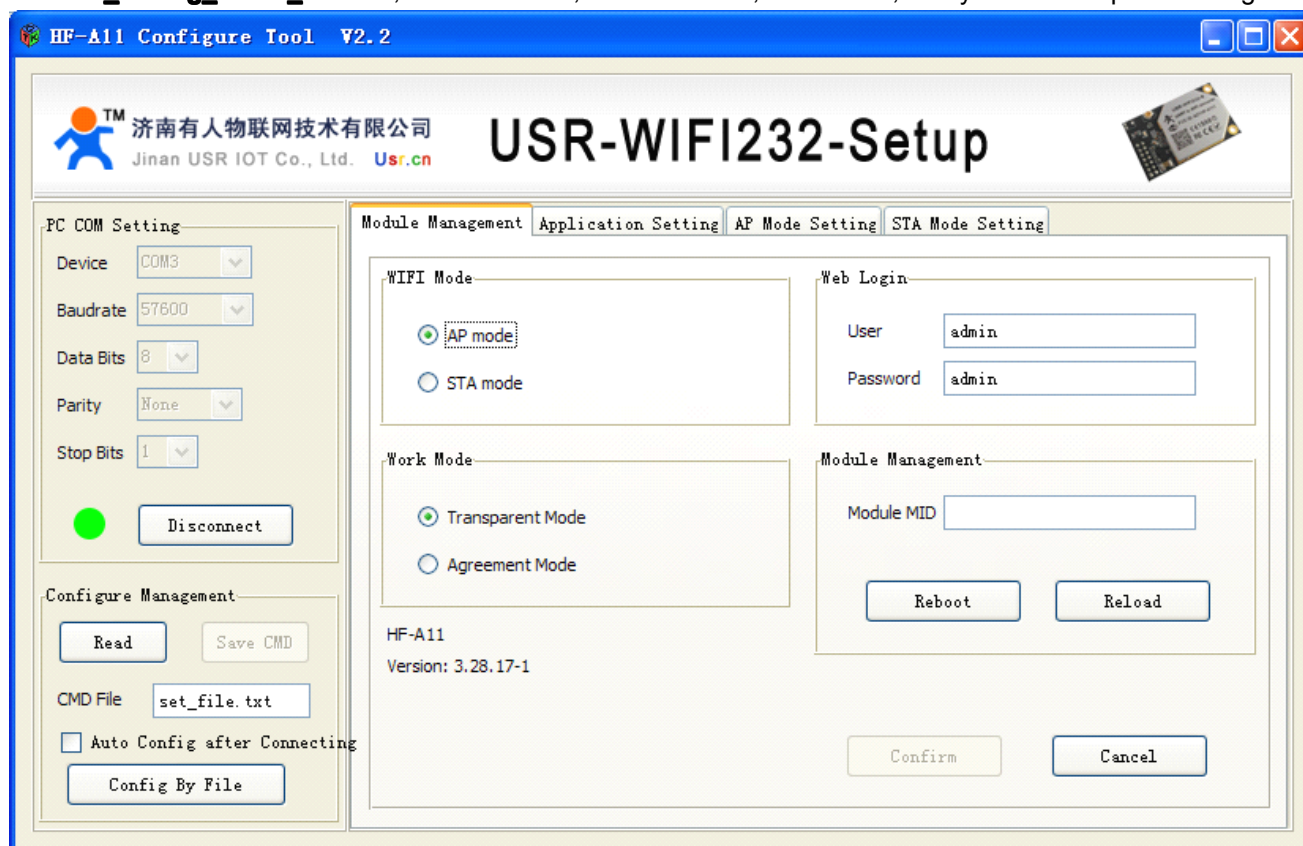 HF-A11 Configure Tool V2.2
TM
济南有人物联网技术有限公司
Jinan USR IOT Co., Ltd. Usr.cn
USR-WIFI232-Setup
PC COM Setting
Device COM3
Baudrate 57600
Data Bits 8
Parity None
Stop Bits 1
Disconnect
Configure Management
Read Save CMD
CMD File set_file.txt
Auto Config after Connecting
Config By File
Module Management Application Setting AP Mode Setting STA Mode Setting
WIFI Mode
AP mode
STA mode
Web Login
User admin
Password admin
Work Mode
Transparent Mode
Agreement Mode
Module Management
Module MID
Reboot Reload
HF-A11
Version: 3.28.17-1
Confirm Cancel